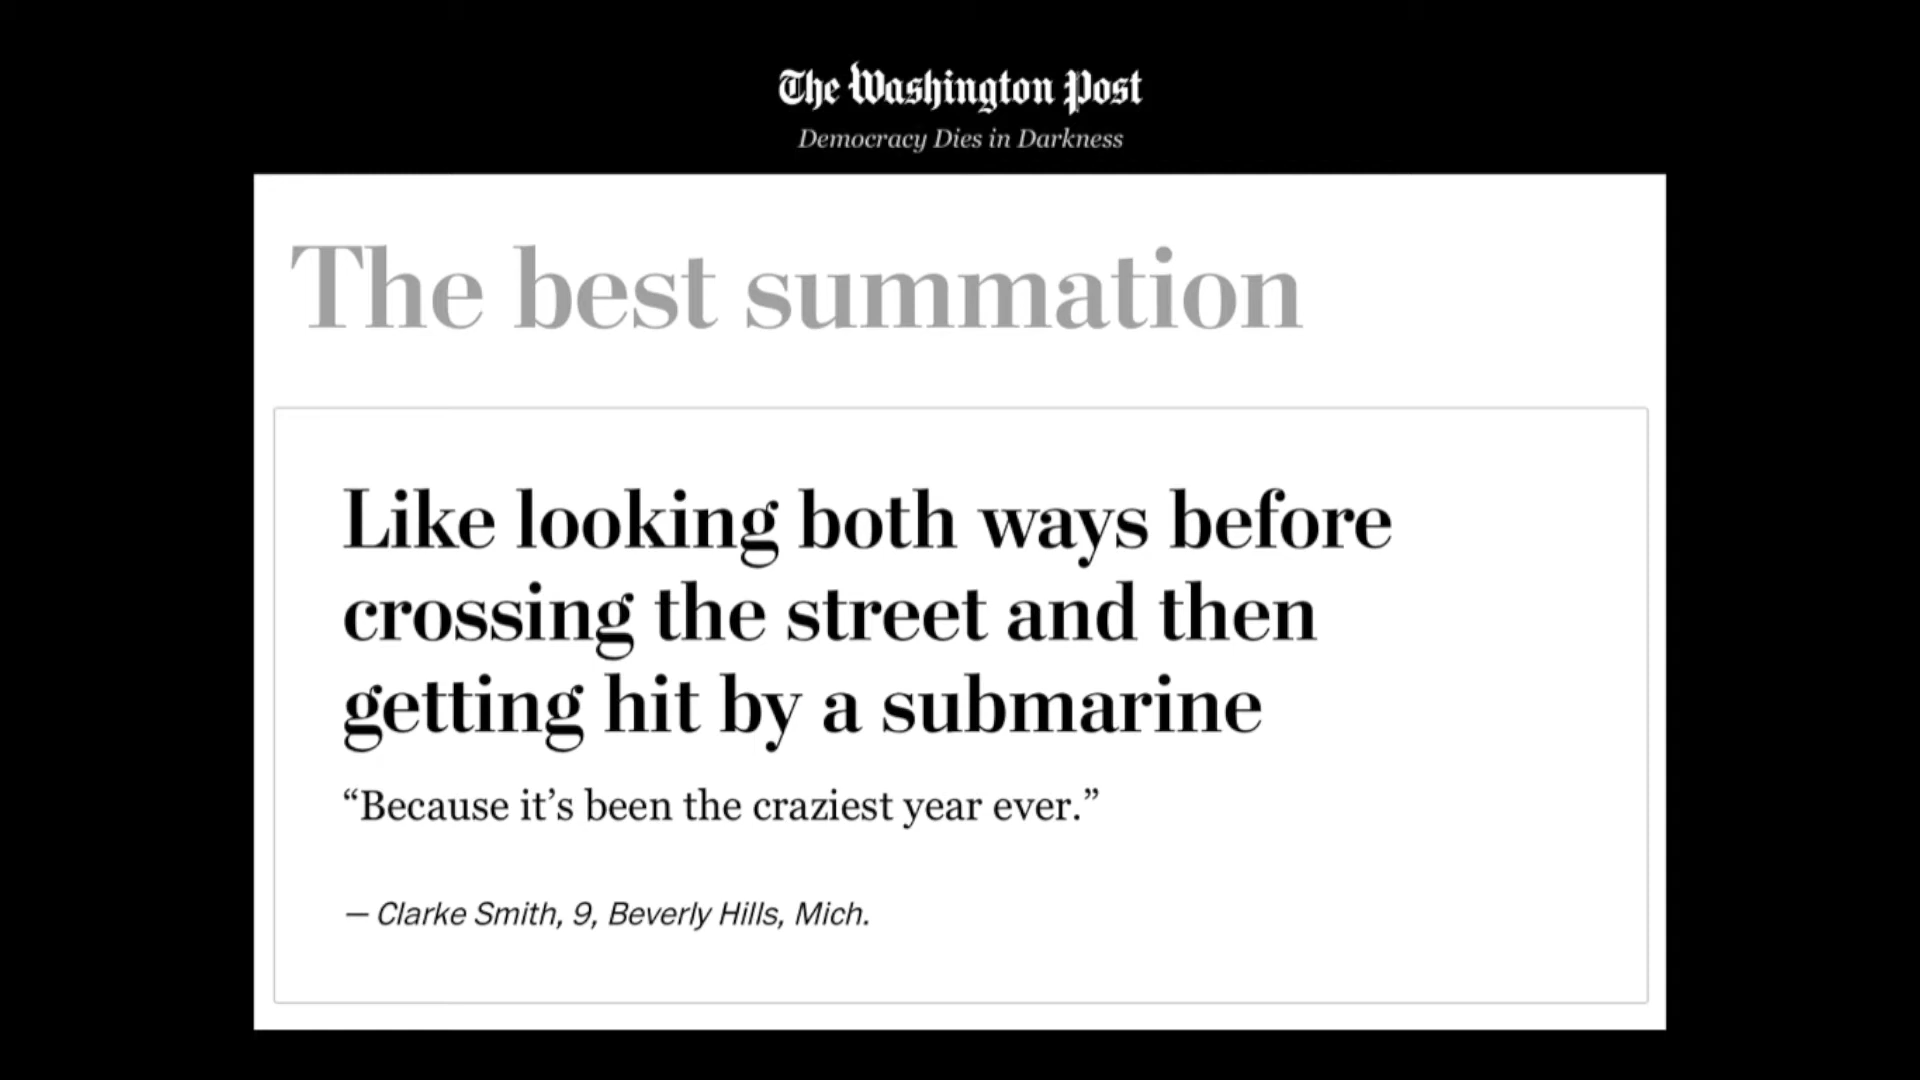 The Washington Post
Democracy Dies in Darkness
The best summation
Like looking both ways before
crossing the street and then
getting hit by a submarine
“Because it’s been the craziest year ever.”
— Clarke Smith, 9, Beverly Hills, Mich.